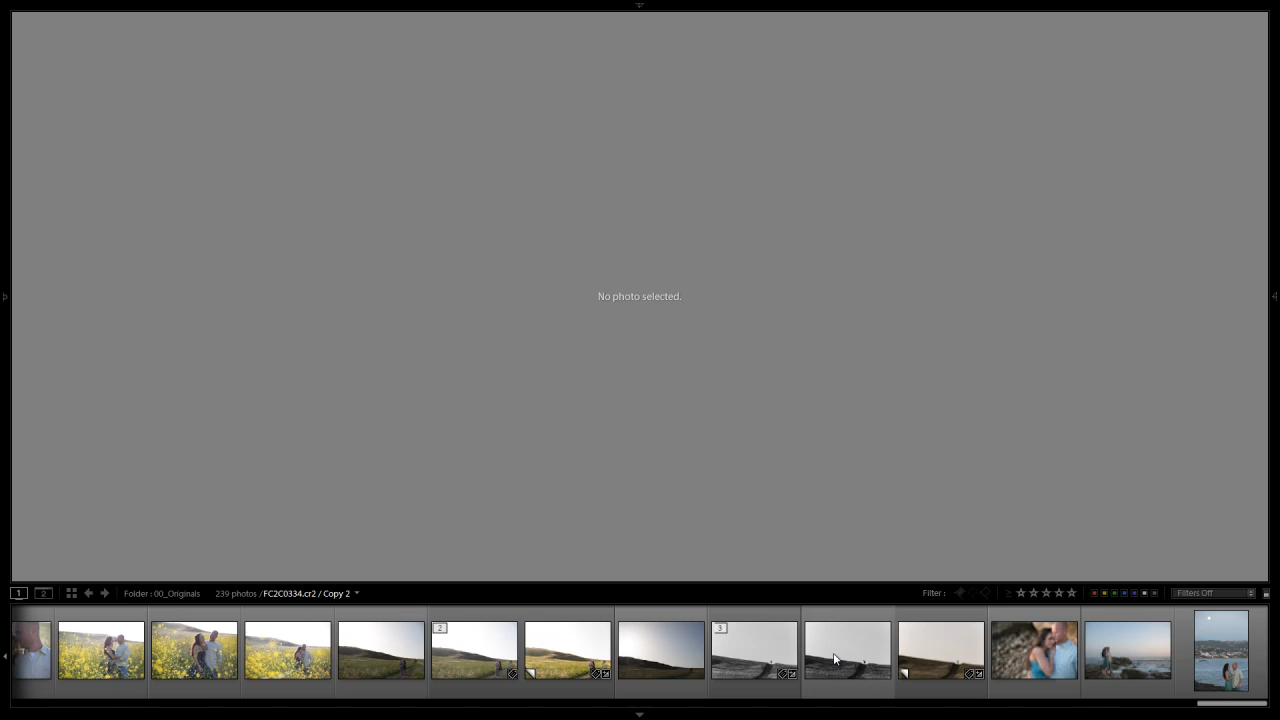 No photo selected.
1 2 Folder : 00_Originals 239 photos / FC2C0334.cr2 / Copy 2 Filter : Filters Off
2 3